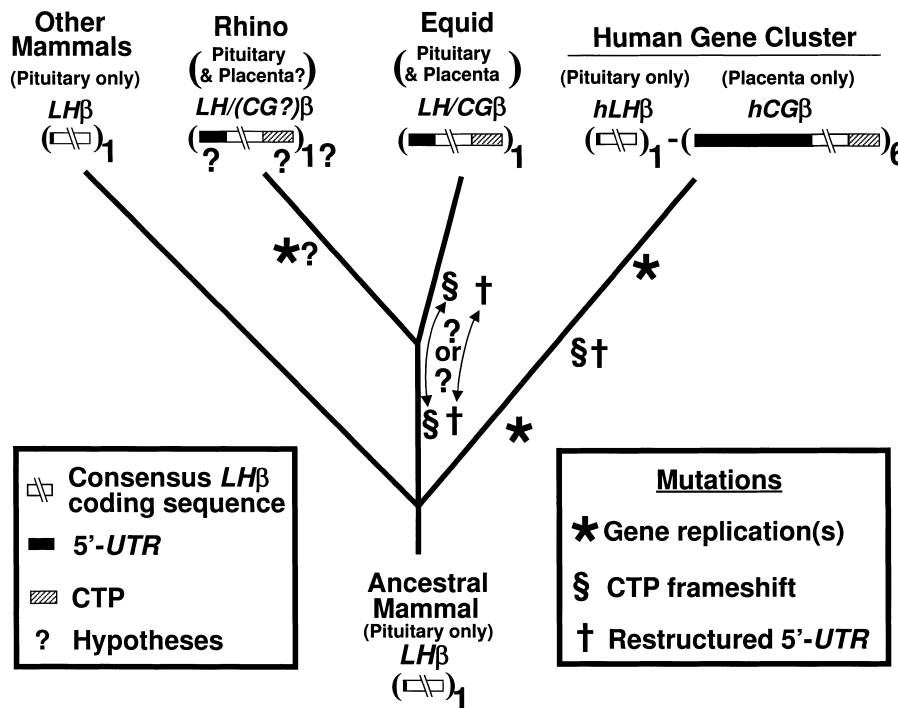 Other
Mammals
(Pituitary only)
LHβ
( )1
Rhino
(Pituitary
& Placenta?)
LH/(CG?)β
( )1?
? ?
Equid
(Pituitary
& Placenta)
LH/CGβ
( )1
Human Gene Cluster
(Pituitary only) (Placenta only)
hLHβ hCGβ
( )1 - ( )6
*?
*
§ †
?
or
?
§ †
§†
*
Consensus LHβ
coding sequence
5'-UTR
CTP
? Hypotheses
Ancestral
Mammal
(Pituitary only)
LHβ
( )1
Mutations
* Gene replication(s)
§ CTP frameshift
† Restructured 5'-UTR